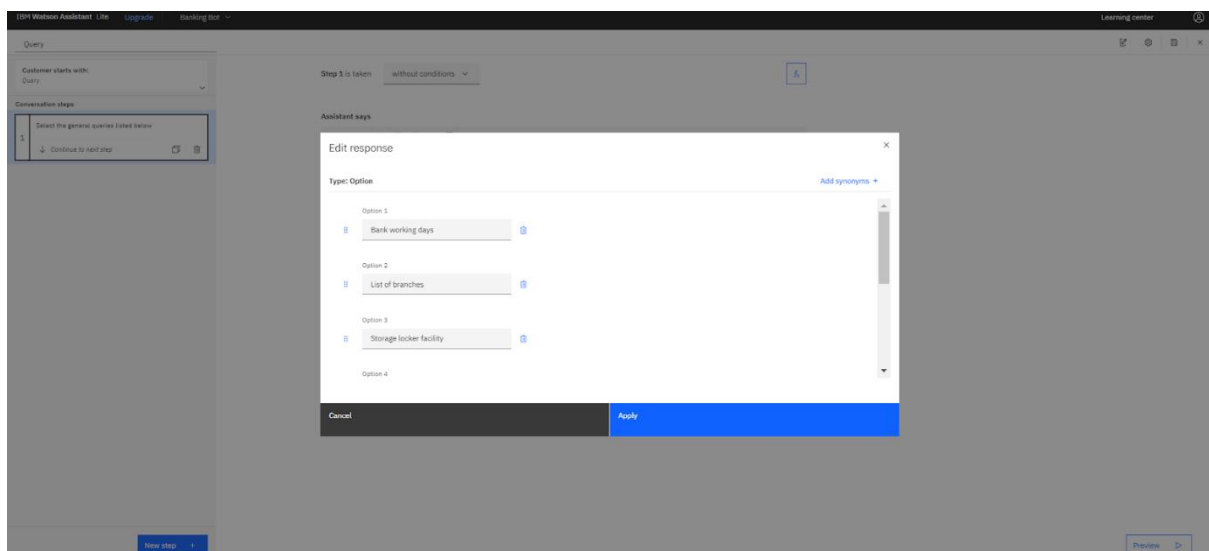 IBM Watson Assistant Lite Upgrade Banking Bot Learning center
Query
Customer starts with:
Query
Conversation steps
1 Select the general queries listed below
Continue to next step
New step +
Step 1 is taken without conditions
fx
Assistant says
Edit response
Type: Option Add synonyms +
Option 1
Bank working days
Option 2
List of branches
Option 3
Storage locker facility
Option 4
Cancel Apply
Preview